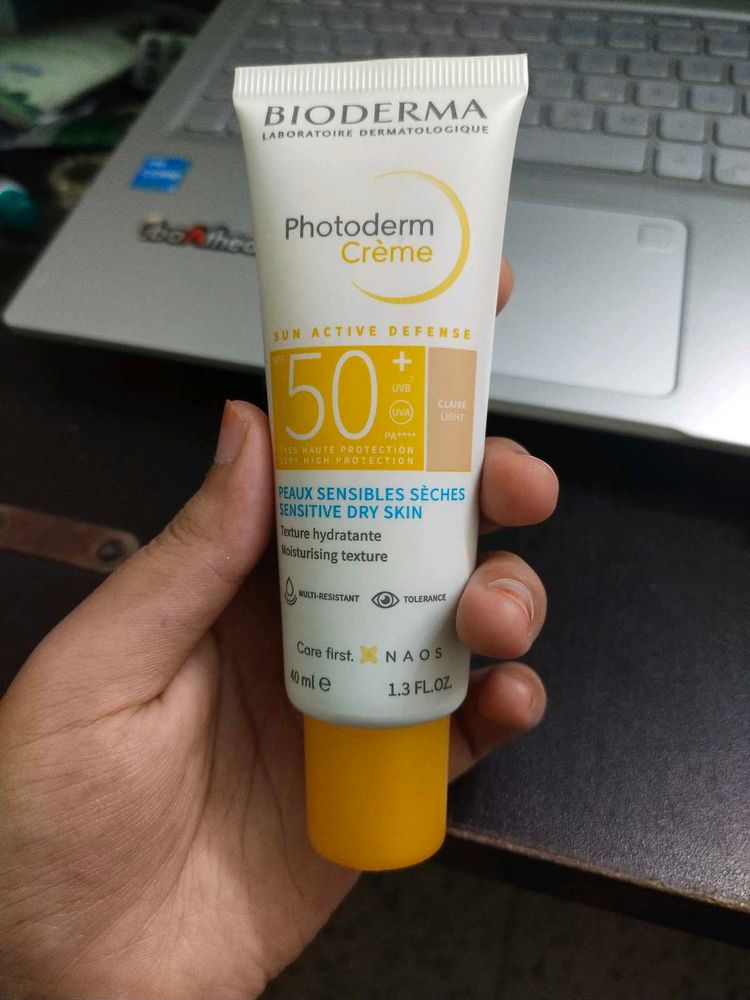 BIODERMA
LABORATOIRE DERMATOLOGIQUE
Photoderm
Crème
SUN ACTIVE DEFENSE
SPF
50+
UVB
UVA
PA++++
CLAIRE
LIGHT
TRES HAUTE PROTECTION
VERY HIGH PROTECTION
PEAUX SENSIBLES SÈCHES
SENSITIVE DRY SKIN
Texture hydratante
Moisturising texture
MULTI-RESISTANT
TOLERANCE
Care first. NAOS
40 ml e
1.3 FL.OZ.